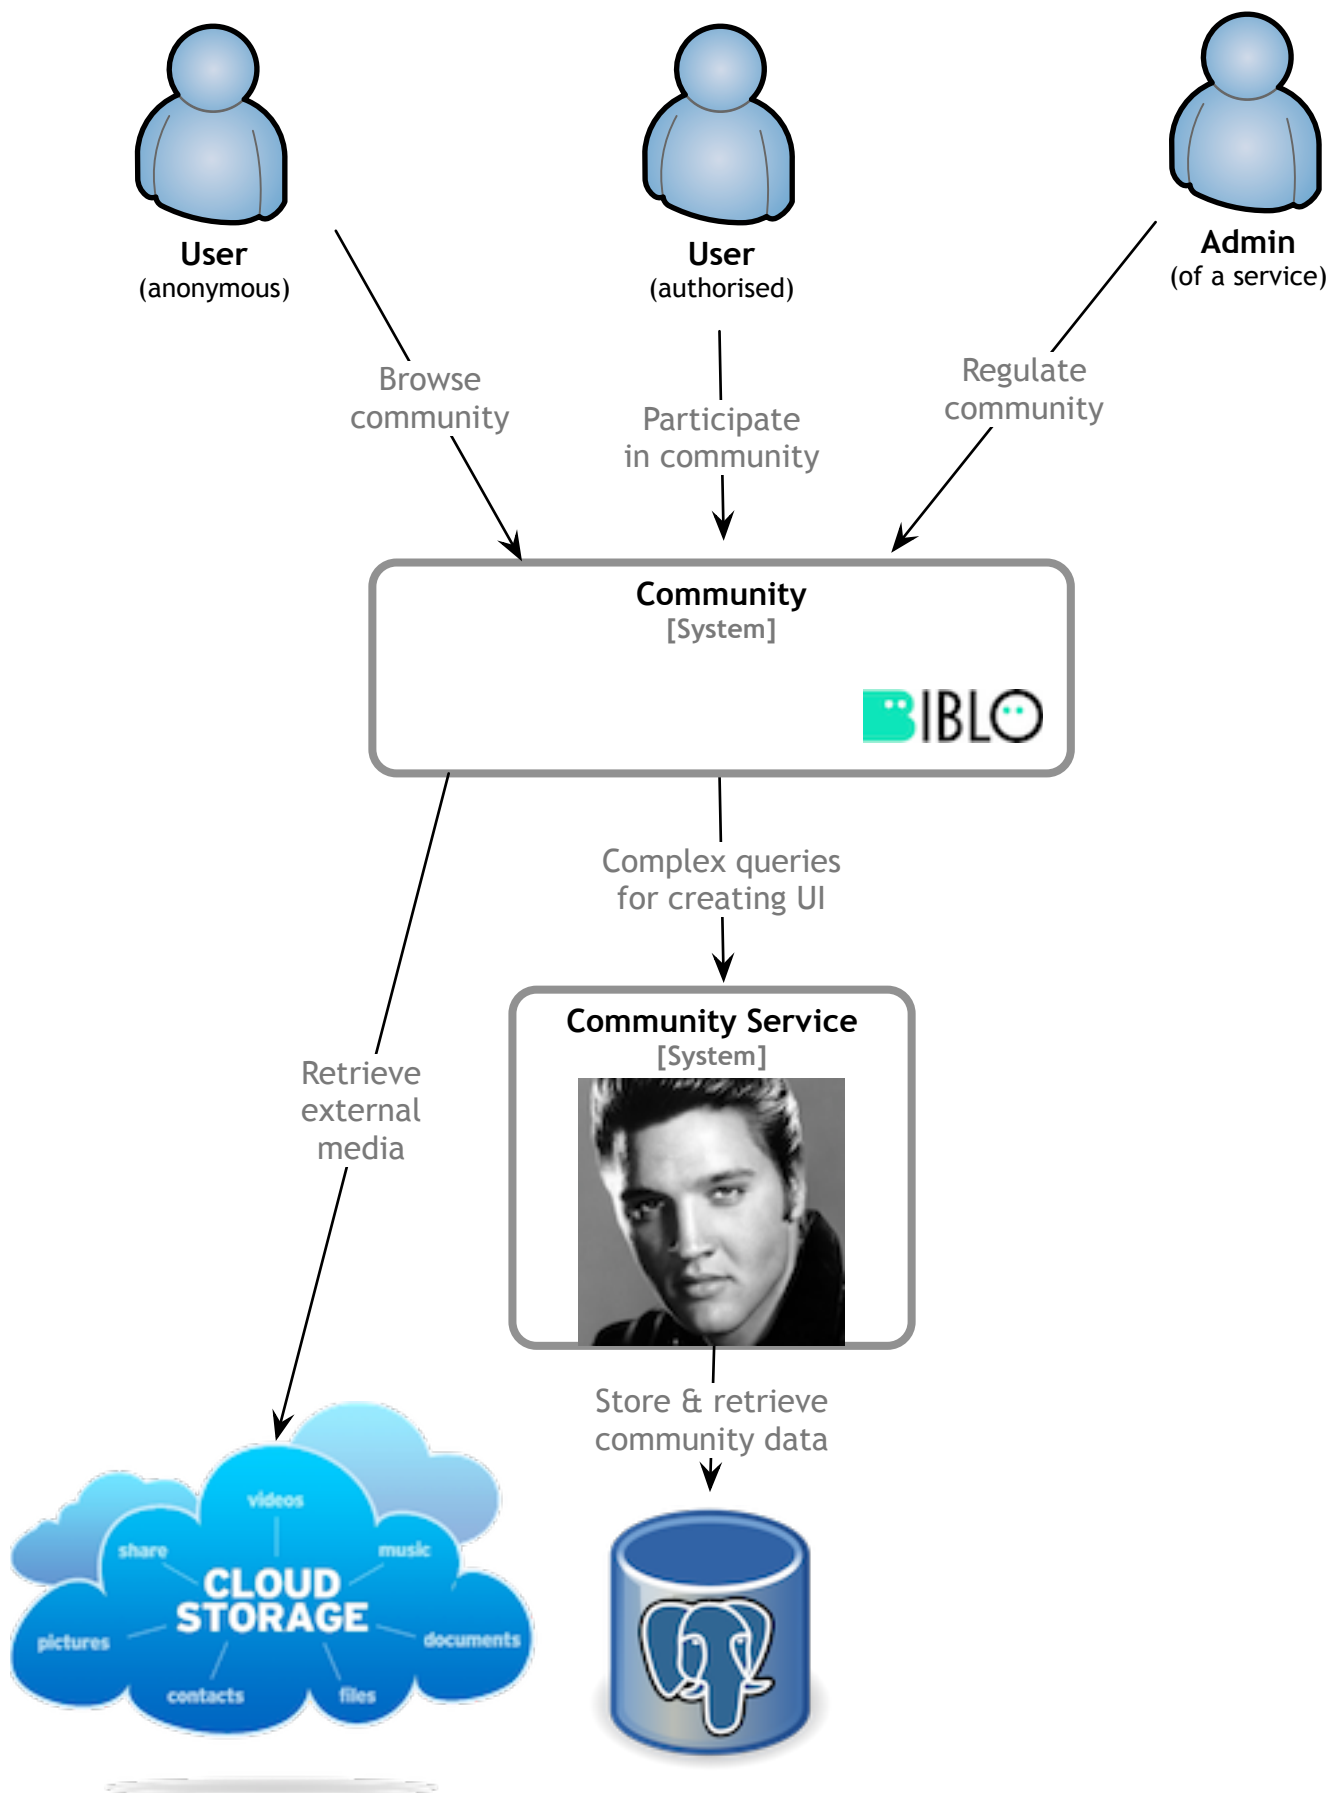 User
(anonymous)
User
(authorised)
Admin
(of a service)
Browse
community
Participate
in community
Regulate
community
Community
[System]
BIBLO
Complex queries
for creating UI
Community Service
[System]
Retrieve
external
media
Store & retrieve
community data
videos
share
music
CLOUD
STORAGE
pictures
documents
contacts
files